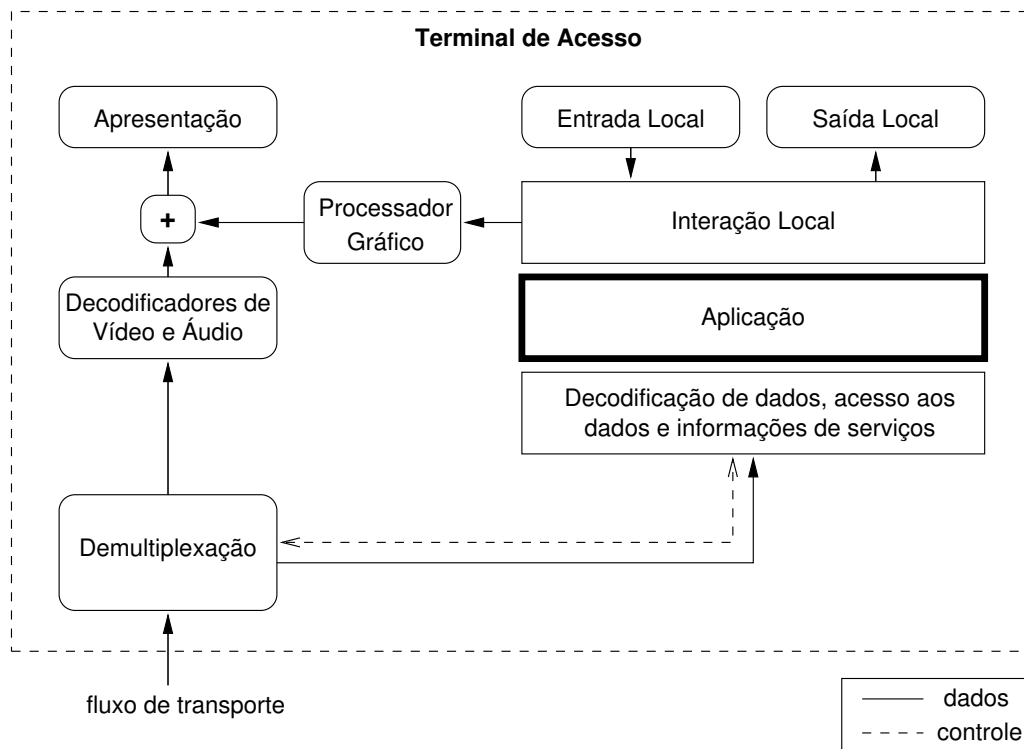 Terminal de Acesso
Apresentação
Entrada Local
Saída Local
+
Processador
Gráfico
Interação Local
Decodificadores de
Vídeo e Áudio
Aplicação
Decodificação de dados, acesso aos
dados e informações de serviços
Demultiplexação
fluxo de transporte
dados
controle